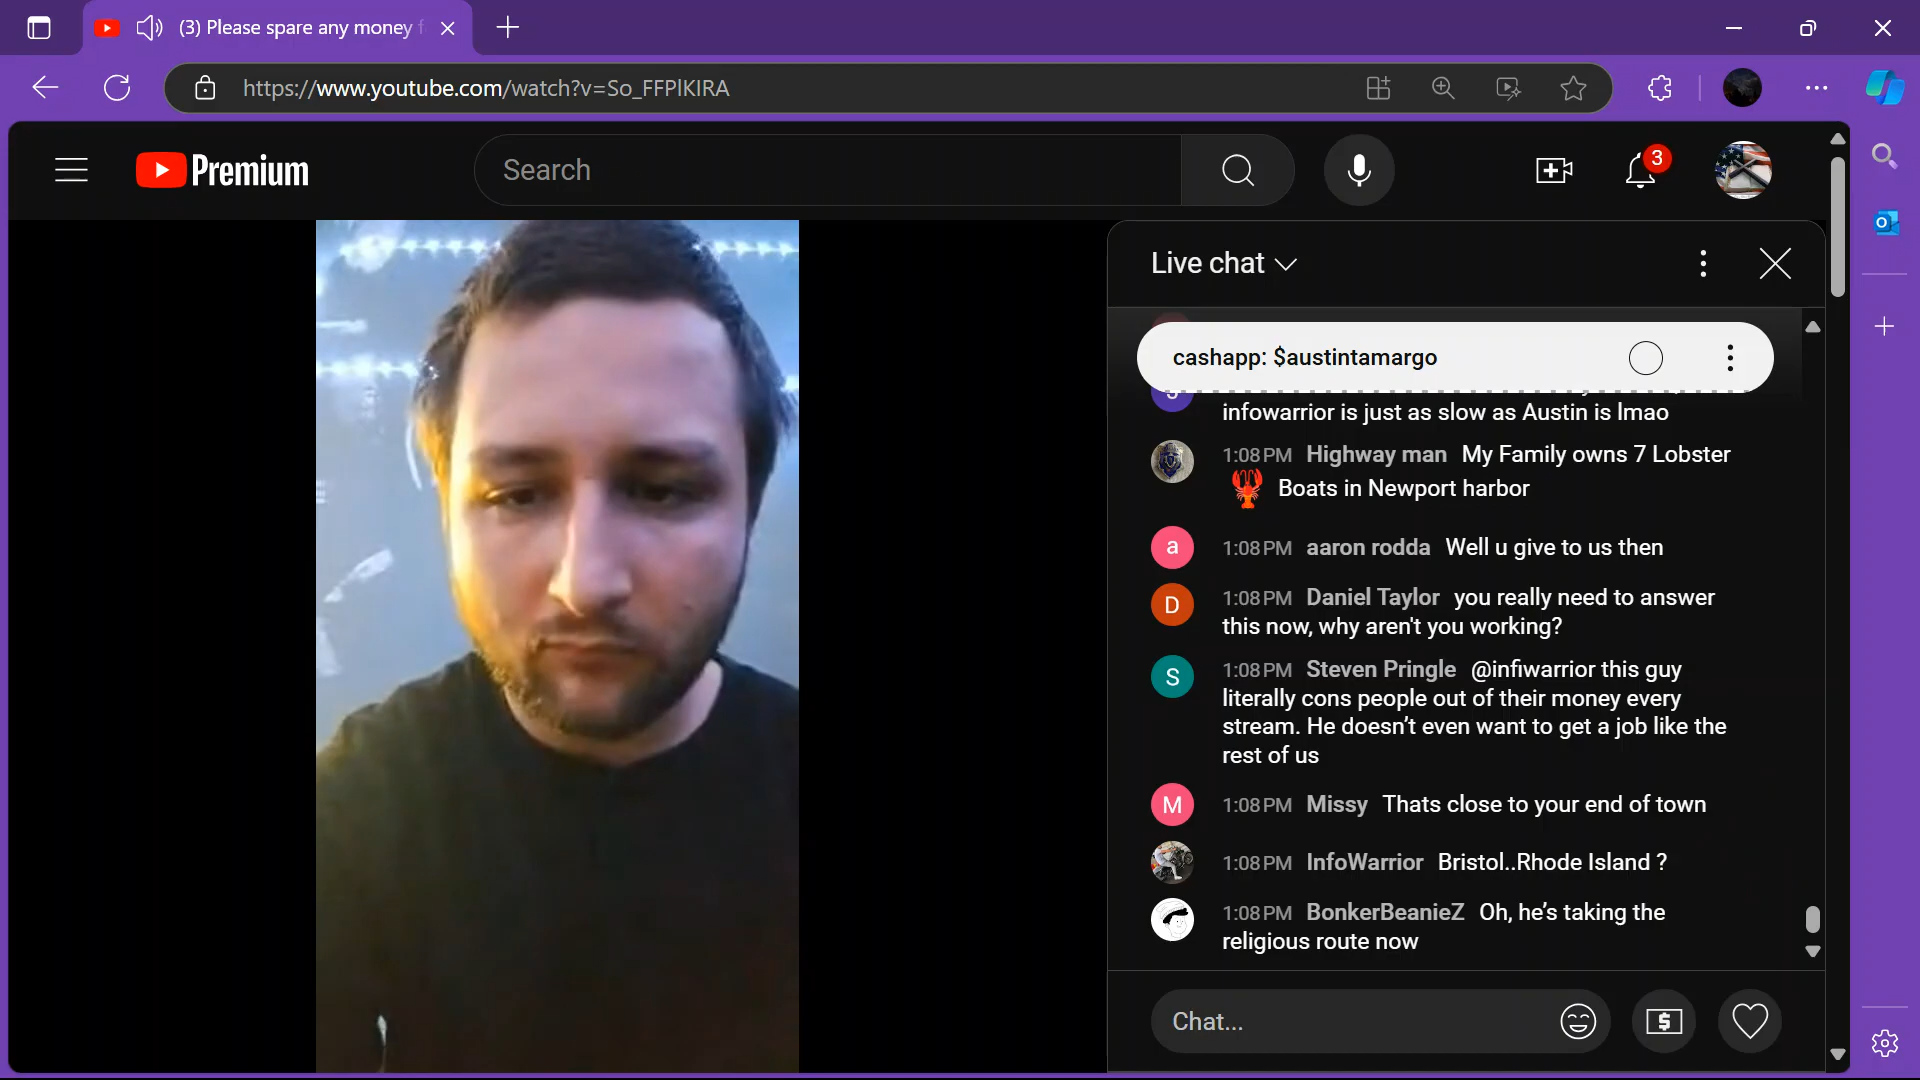 (3) Please spare any money
https://www.youtube.com/watch?v=So_FFPlKIRA
Premium
Search
3
Live chat
cashapp: $austintamargo
infowarrior is just as slow as Austin is lmao
1:08 PM Highway man My Family owns 7 Lobster
🦞 Boats in Newport harbor
a
1:08 PM aaron rodda Well u give to us then
D
1:08 PM Daniel Taylor you really need to answer
this now, why aren't you working?
S
1:08 PM Steven Pringle @infiwarrior this guy
literally cons people out of their money every
stream. He doesn’t even want to get a job like the
rest of us
M
1:08 PM Missy Thats close to your end of town
1:08 PM InfoWarrior Bristol..Rhode Island ?
1:08 PM BonkerBeanieZ Oh, he’s taking the
religious route now
Chat...